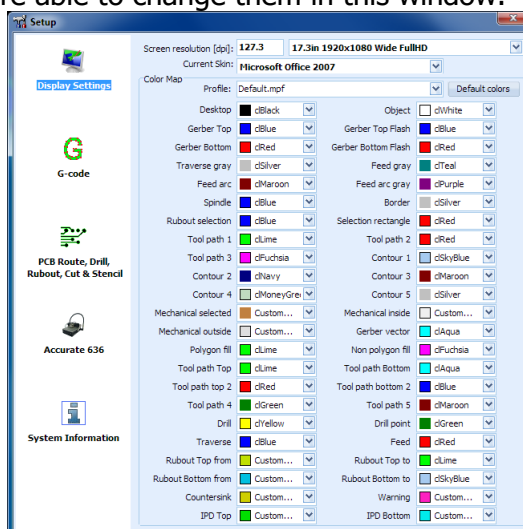 re able to change them in this window.
Setup
Screen resolution [dpi]: 127.3 17.3in 1920x1080 Wide FullHD
Current Skin: Microsoft Office 2007
Display Settings
Color Map
Profile: Default.mpf Default colors
Desktop clBlack Object clWhite
Gerber Top clBlue Gerber Top Flash clBlue
Gerber Bottom clRed Gerber Bottom Flash clRed
G-code
Traverse gray clSilver Feed gray clTeal
Feed arc clMaroon Feed arc gray clPurple
Spindle clBlue Border clSilver
Rubout selection clBlue Selection rectangle clRed
Tool path 1 clLime Tool path 2 clRed
PCB Route, Drill,
Rubout, Cut & Stencil
Tool path 3 clFuchsia Contour 1 clSkyBlue
Contour 2 clNavy Contour 3 clMaroon
Contour 4 clMoneyGre Contour 5 clSilver
Mechanical selected Custom... Mechanical inside Custom...
Mechanical outside Custom... Gerber vector clAqua
Accurate 636
Polygon fill clLime Non polygon fill clFuchsia
Tool path Top clLime Tool path Bottom clAqua
Tool path top 2 clRed Tool path bottom 2 clBlue
Tool path 4 clGreen Tool path 5 clMaroon
Drill clYellow Drill point clGreen
System Information
Traverse clBlue Feed clRed
Rubout Top from Custom... Rubout Top to clLime
Rubout Bottom from Custom... Rubout Bottom to clSkyBlue
Countersink Custom... Warning Custom...
IPD Top Custom... IPD Bottom Custom...